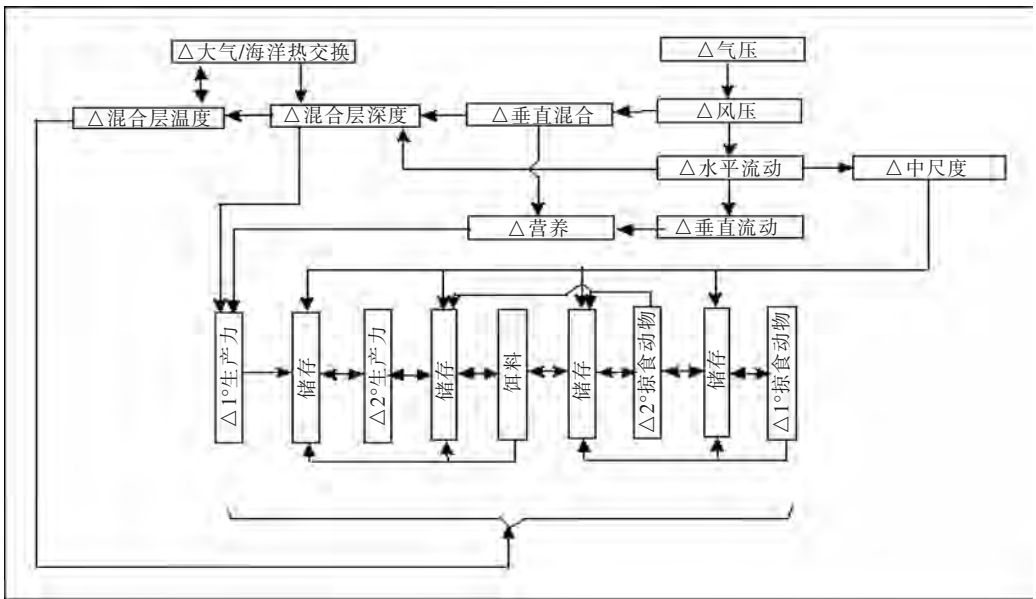 △大气/海洋热交换
△气压
△混合层温度
△混合层深度
△垂直混合
△风压
△水平流动
△中尺度
△营养
△垂直流动
△1°生产力
储存
△2°生产力
储存
饵料
储存
△2°掠食动物
储存
△1°掠食动物